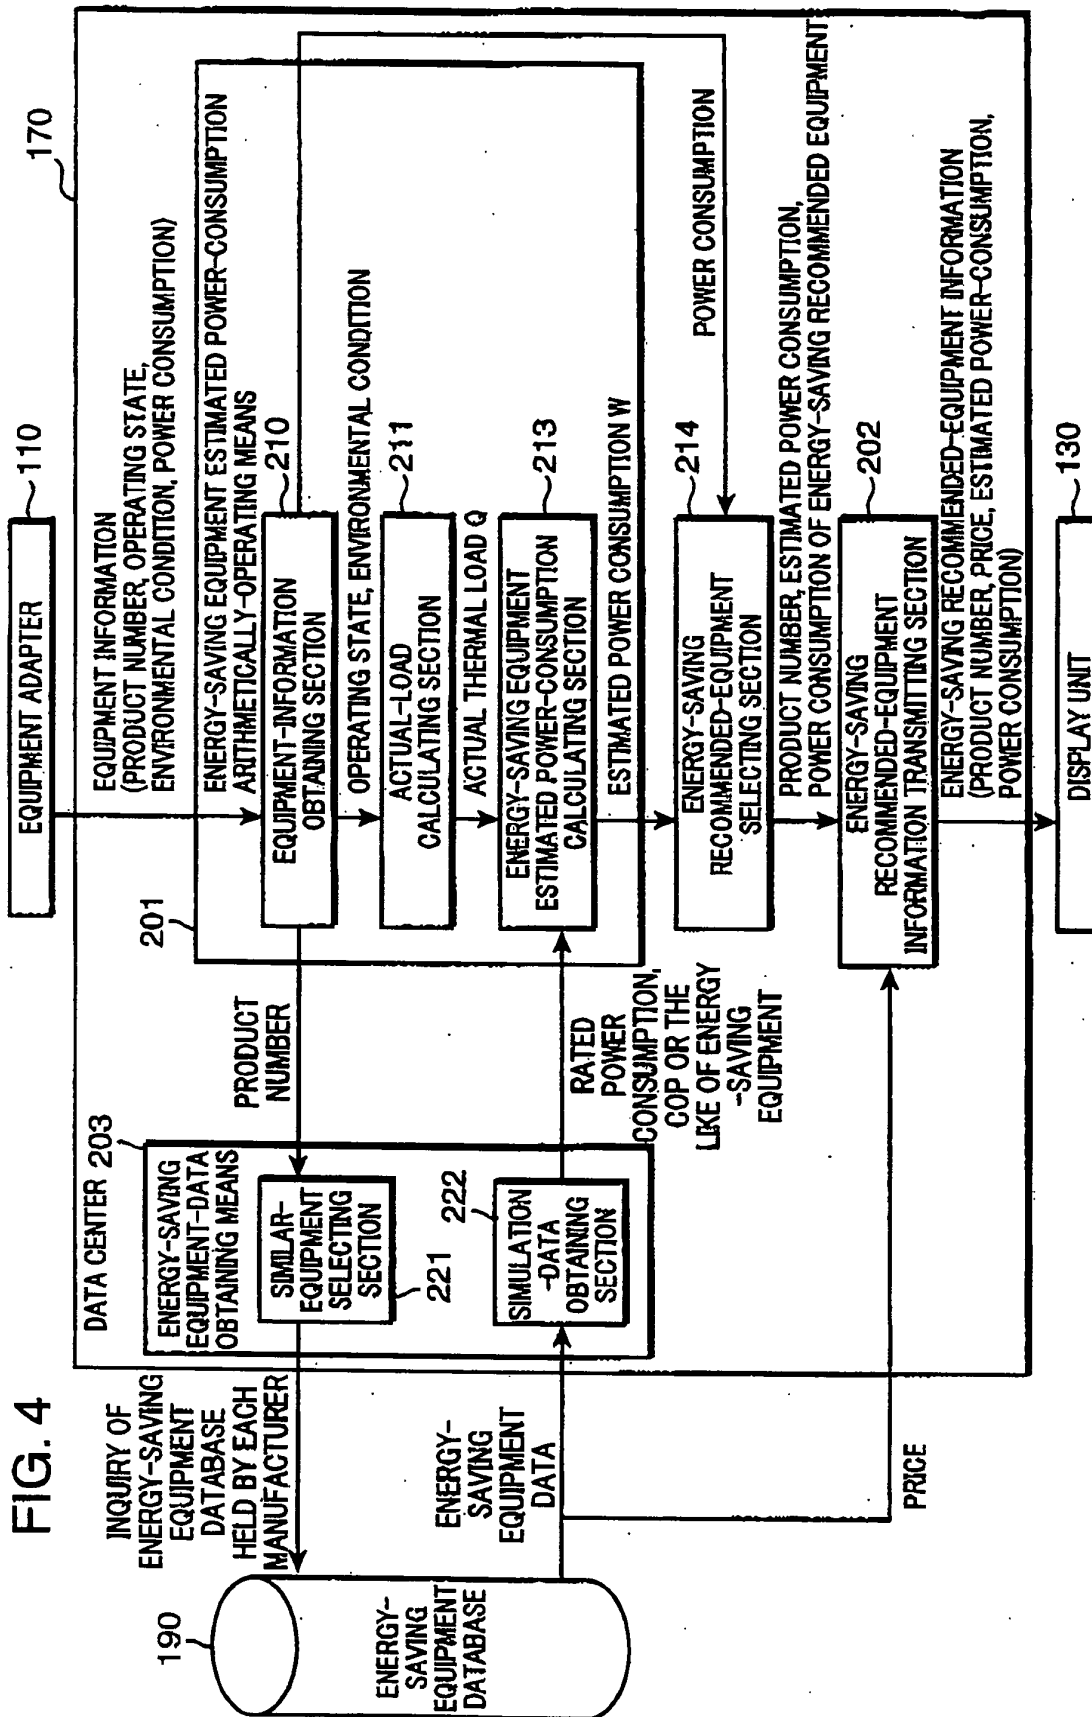 FIG. 4
EQUIPMENT ADAPTER
110
EQUIPMENT INFORMATION
(PRODUCT NUMBER, OPERATING STATE,
ENVIRONMENTAL CONDITION, POWER CONSUMPTION)
170
DATA CENTER
ENERGY-SAVING EQUIPMENT ESTIMATED POWER-CONSUMPTION
ARITHMETICALLY-OPERATING MEANS
201
EQUIPMENT-INFORMATION
OBTAINING SECTION
210
OPERATING STATE, ENVIRONMENTAL CONDITION
ACTUAL-LOAD
CALCULATING SECTION
211
ACTUAL THERMAL LOAD Q
ENERGY-SAVING EQUIPMENT
ESTIMATED POWER-CONSUMPTION
CALCULATING SECTION
213
ESTIMATED POWER CONSUMPTION W
ENERGY-SAVING
RECOMMENDED-EQUIPMENT
SELECTING SECTION
214
POWER CONSUMPTION
PRODUCT NUMBER, ESTIMATED POWER CONSUMPTION,
POWER CONSUMPTION OF ENERGY-SAVING RECOMMENDED EQUIPMENT
ENERGY-SAVING
RECOMMENDED-EQUIPMENT
INFORMATION TRANSMITTING SECTION
202
ENERGY-SAVING RECOMMENDED-EQUIPMENT INFORMATION
(PRODUCT NUMBER, PRICE, ESTIMATED POWER-CONSUMPTION,
POWER CONSUMPTION)
DISPLAY UNIT
130
PRODUCT
NUMBER
203
ENERGY-SAVING
EQUIPMENT-DATA
OBTAINING MEANS
SIMILAR-
EQUIPMENT
SELECTING
SECTION
221
222
SIMULATION
-DATA
OBTAINING
SECTION
RATED
POWER
CONSUMPTION,
COP OR THE
LIKE OF ENERGY
-SAVING
EQUIPMENT
INQUIRY OF
ENERGY-SAVING
EQUIPMENT
DATABASE
HELD BY EACH
MANUFACTURER
ENERGY-
SAVING
EQUIPMENT
DATA
PRICE
190
ENERGY-
SAVING
EQUIPMENT
DATABASE